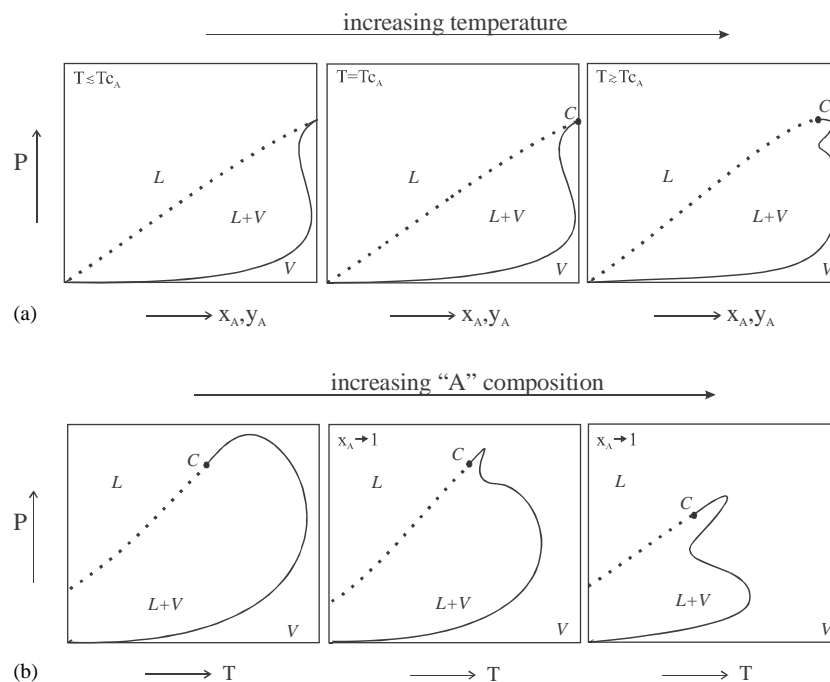 increasing temperature
T≲Tc_A
T=Tc_A
T≳Tc_A
C
C
P
L
L
L
L+V
L+V
L+V
V
V
V
(a)
x_A,y_A
x_A,y_A
x_A,y_A
increasing “A” composition
x_A→1
x_A→1
C
C
C
L
L
L
P
L+V
L+V
L+V
V
V
V
(b)
T
T
T